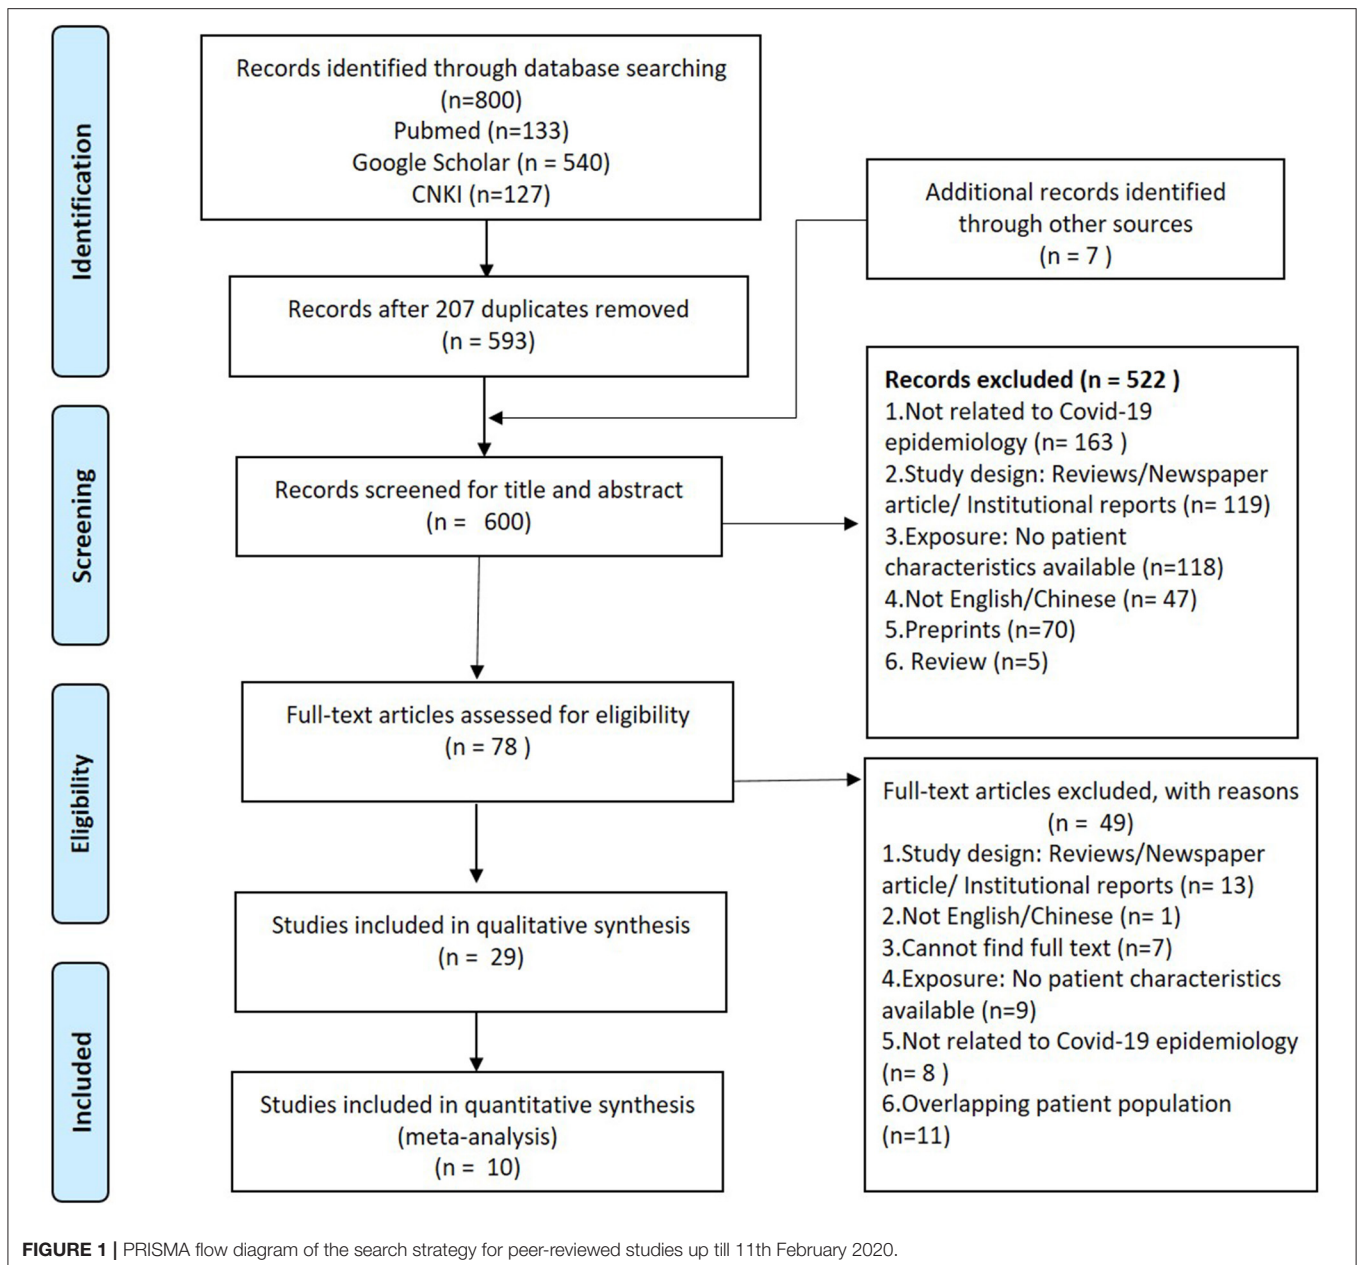 Identification
Records identified through database searching
(n=800)
Pubmed (n=133)
Google Scholar (n = 540)
CNKI (n=127)
Additional records identified
through other sources
(n = 7 )
Records after 207 duplicates removed
(n = 593)
Screening
Records screened for title and abstract
(n =   600)
Records excluded (n = 522 )
1.Not related to Covid-19
epidemiology (n= 163 )
2.Study design: Reviews/Newspaper
article/ Institutional reports (n= 119)
3.Exposure: No patient
characteristics available (n=118)
4.Not English/Chinese (n= 47)
5.Preprints (n=70)
6. Review (n=5)
Eligibility
Full-text articles assessed for eligibility
(n = 78 )
Full-text articles excluded, with reasons
(n =  49)
1.Study design: Reviews/Newspaper
article/ Institutional reports (n= 13)
2.Not English/Chinese (n= 1)
3.Cannot find full text (n=7)
4.Exposure: No patient characteristics
available (n=9)
5.Not related to Covid-19 epidemiology
(n= 8 )
6.Overlapping patient population
(n=11)
Studies included in qualitative synthesis
(n =  29)
Included
Studies included in quantitative synthesis
(meta-analysis)
(n =  10)
FIGURE 1 | PRISMA flow diagram of the search strategy for peer-reviewed studies up till 11th February 2020.